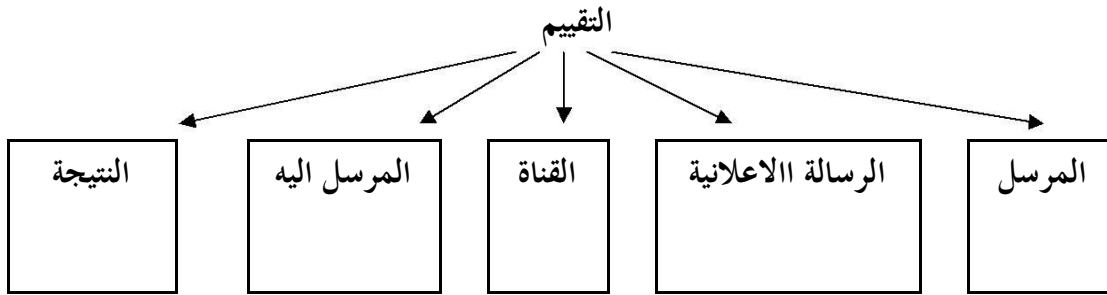 التقييم
المرسل
الرسالة االاعلانية
القناة
المرسل اليه
النتيجة